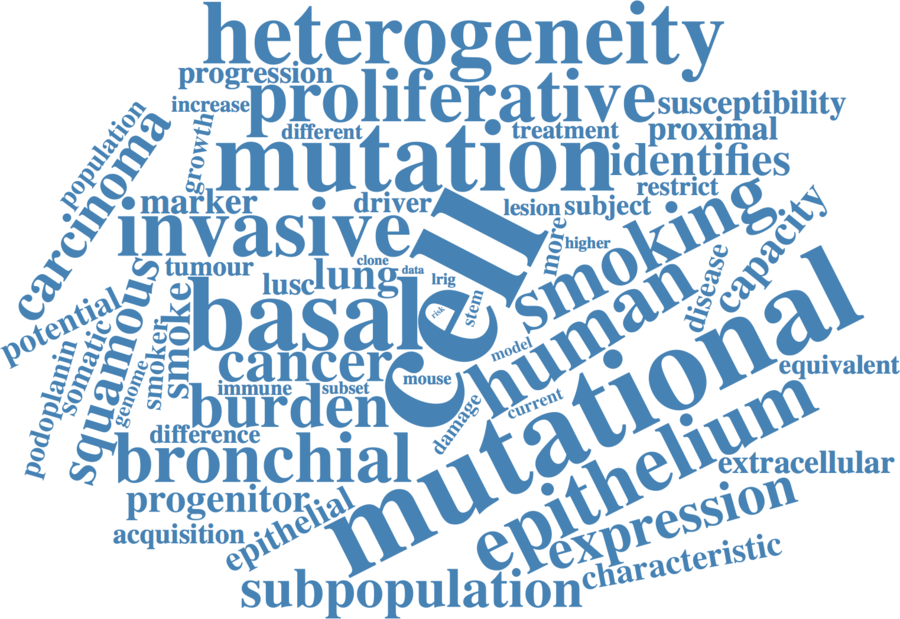 heterogeneity
progression
proliferative
increase
susceptibility
population
carcinoma
growth
different
treatment
proximal
mutation
identifies
restrict
marker
driver
lesion
subject
smoking
capacity
invasive
cell
more
higher
tumour
clone
data
lusc
lung
lrig
disease
potential
squamous
basal
risk
stem
human
mutational
somatic
smoker
smoke
cancer
model
equivalent
podoplanin
genome
immune
subset
mouse
current
damage
burden
difference
epithelium
bronchial
extracellular
progenitor
expression
acquisition
epithelial
characteristic
subpopulation